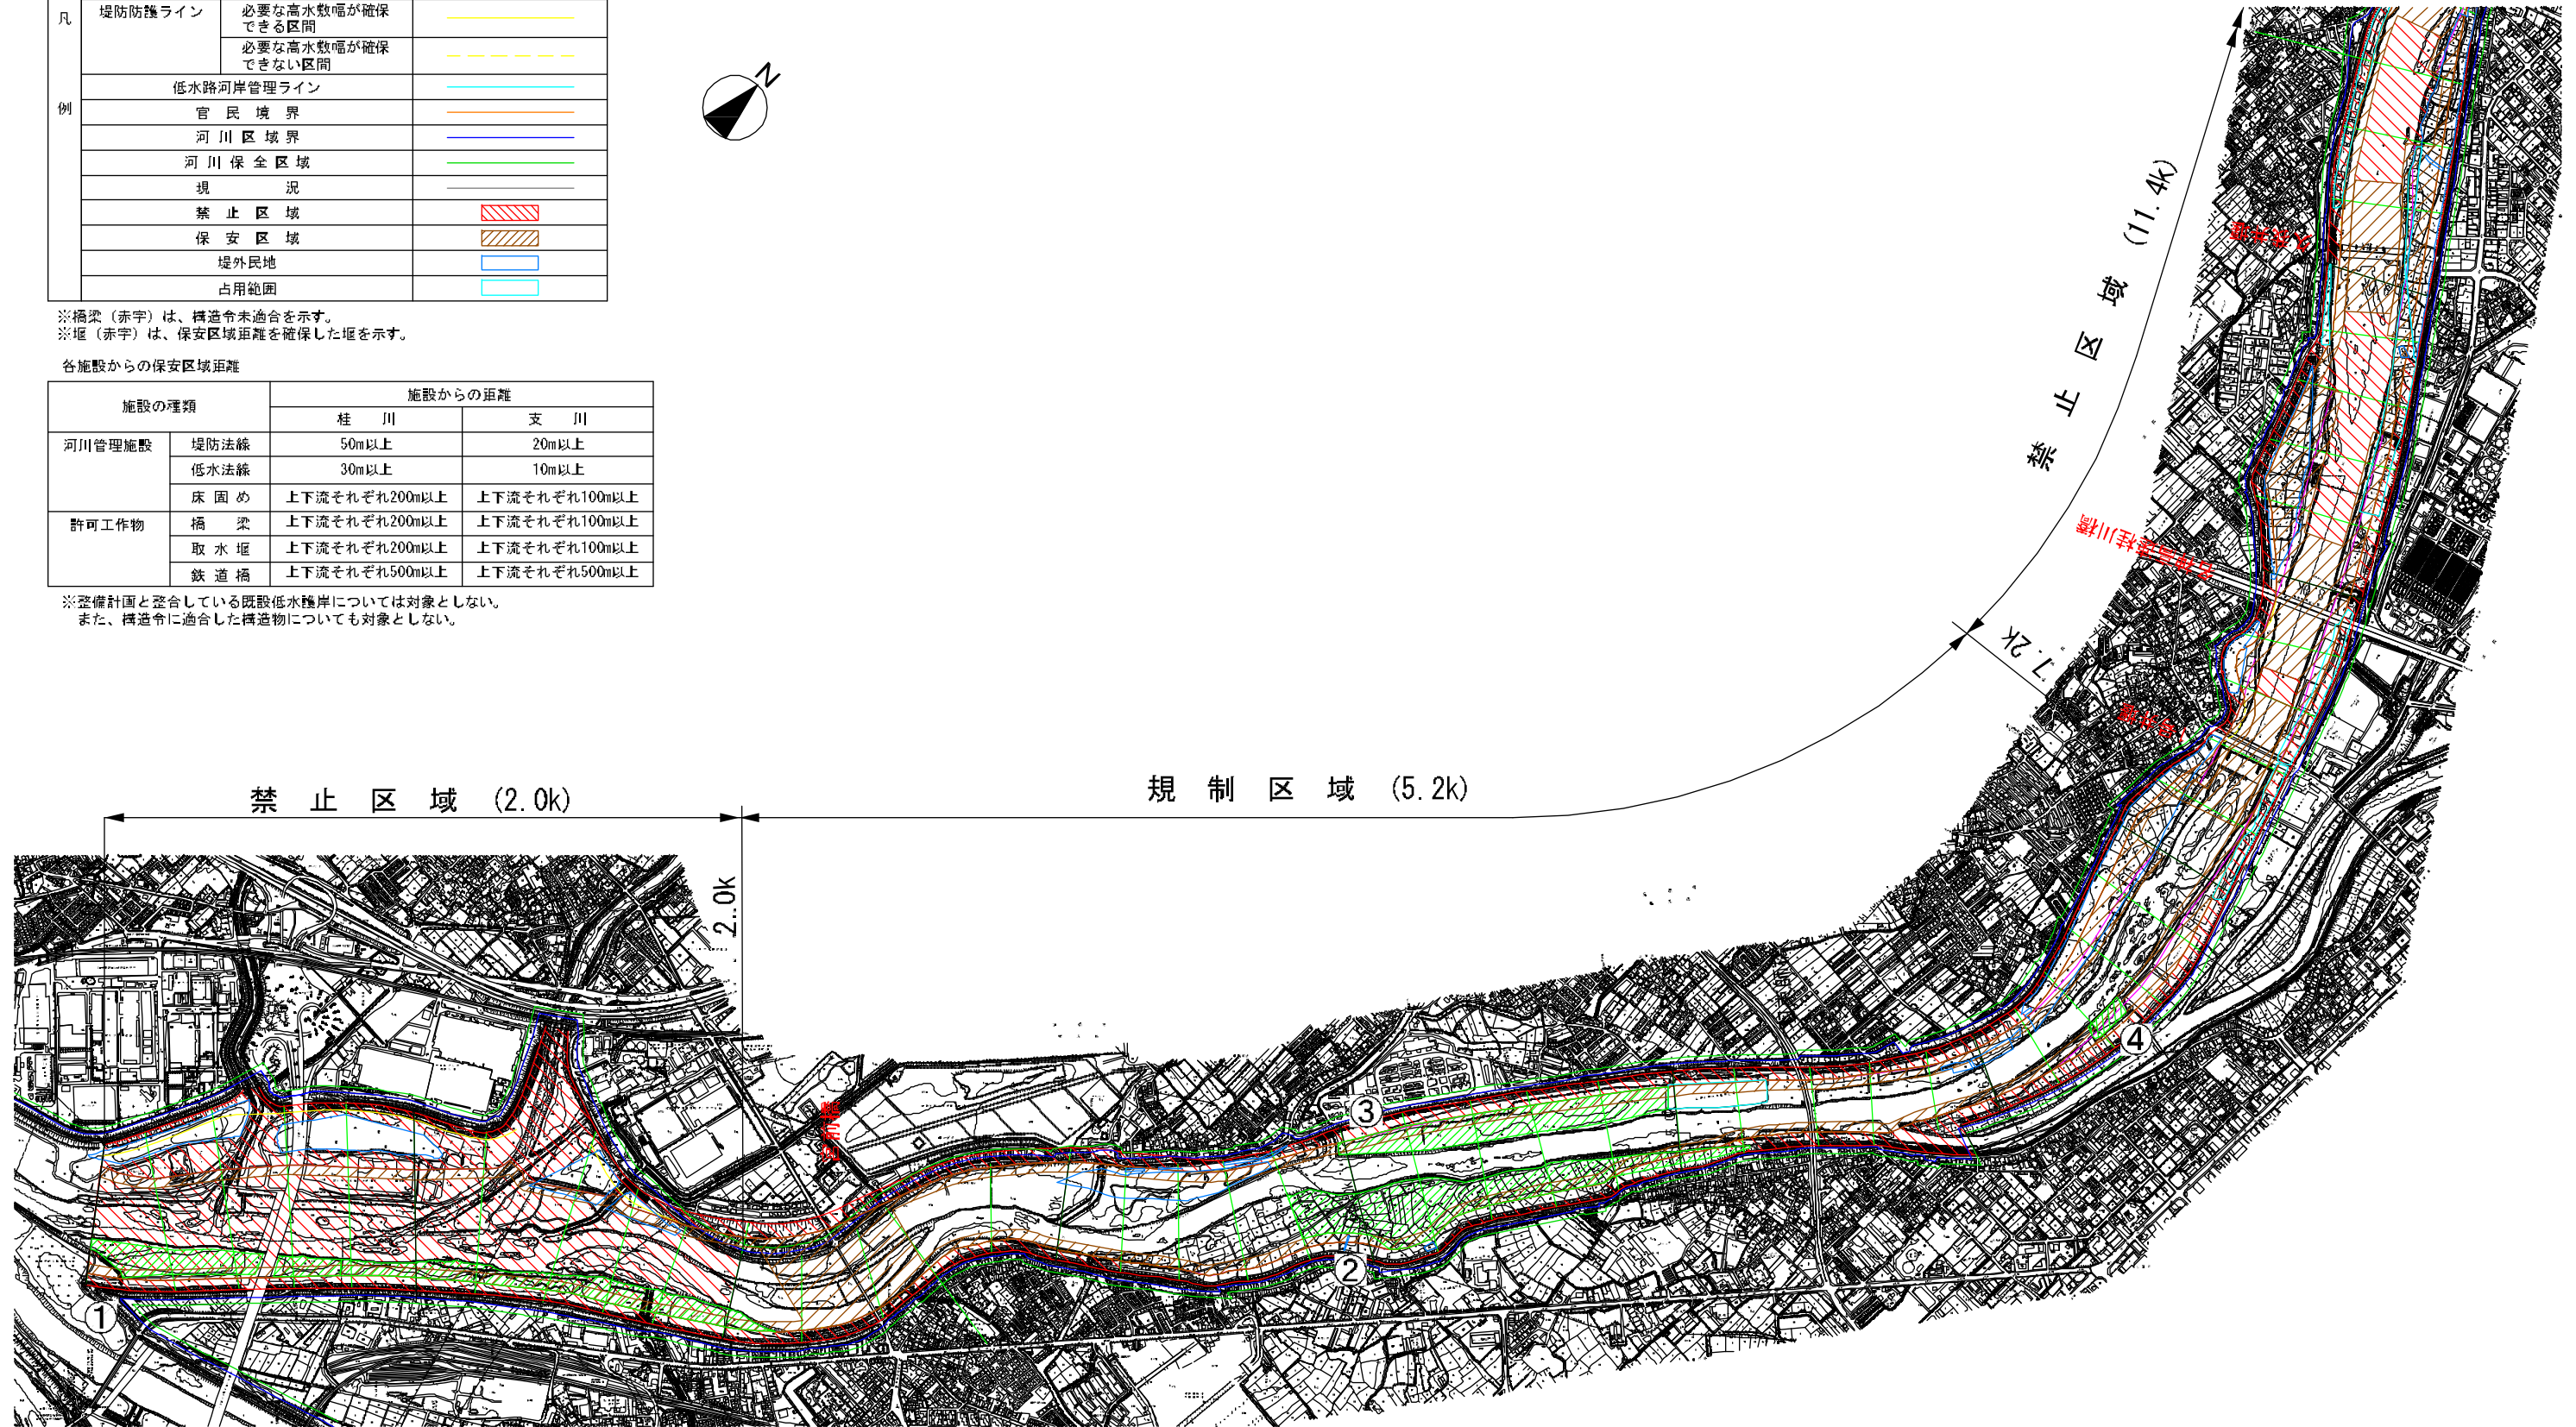 凡
例
堤防防護ライン
必要な高水敷幅が確保
できる区間
必要な高水敷幅が確保
できない区間
低水路河岸管理ライン
官民境界
河川区域界
河川保全区域
現況
禁止区域
保安区域
堤外民地
占用範囲
※橋梁(赤字)は、構造令未適合を示す。
※堰(赤字)は、保安区域距離を確保した堰を示す。
各施設からの保安区域距離
施設の種類 施設からの距離
桂川 支川
河川管理施設 堤防法線 50m以上 20m以上
低水法線 30m以上 10m以上
床固め 上下流それぞれ200m以上 上下流それぞれ100m以上
許可工作物 橋梁 上下流それぞれ200m以上 上下流それぞれ100m以上
取水堰 上下流それぞれ200m以上 上下流それぞれ100m以上
鉄道橋 上下流それぞれ500m以上 上下流それぞれ500m以上
※整備計画と整合している既設低水護岸については対象としない。
また、構造令に適合した構造物についても対象としない。
N
禁止区域 (11.4k)
久我井堰
名神高速桂川橋
7.2k
禁止区域 (2.0k)
規制区域 (5.2k)
2.0k
①
②
③
④